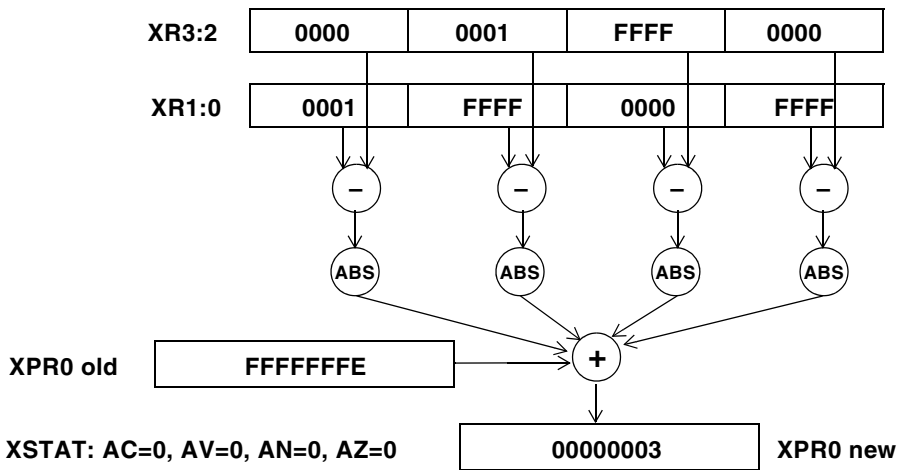 XR3:2 0000 0001 FFFF 0000
XR1:0 0001 FFFF 0000 FFFF
– – – –
ABS ABS ABS ABS
XPR0 old FFFFFFFE +
XSTAT: AC=0, AV=0, AN=0, AZ=0 00000003 XPR0 new